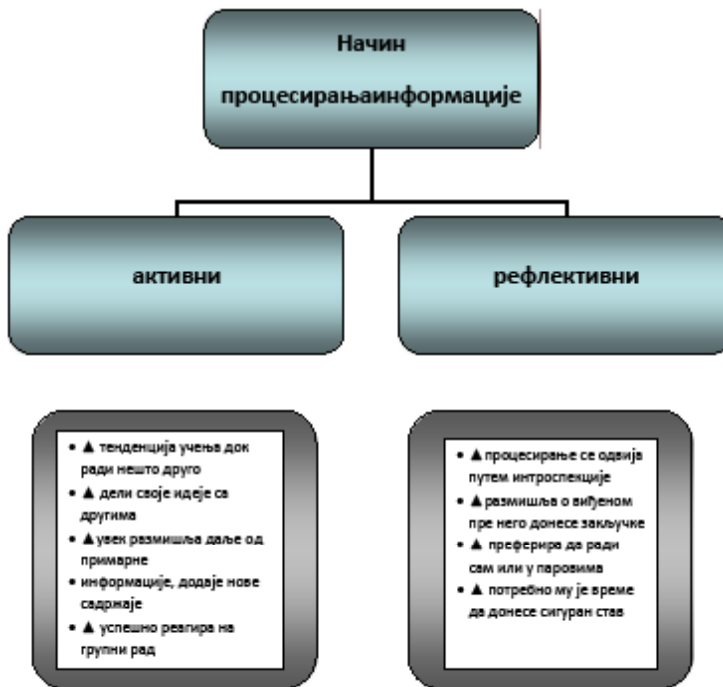 Начин
процесирањаинформације
активни
рефлективни
• ▲ тенденција учења док
ради нешто друго
• ▲ дели своје идеје са
другима
• ▲увек размишља даље од
примарне
• информације, додаје нове
садржаје
• ▲ успешно реагира на
групни рад
• ▲процесирање се одвија
путем интроспекције
• ▲размишља о виђеном
пре него донесе закључке
• ▲ преферира да ради
сам или у паровима
• ▲ потребно му је време
да донесе сигуран став